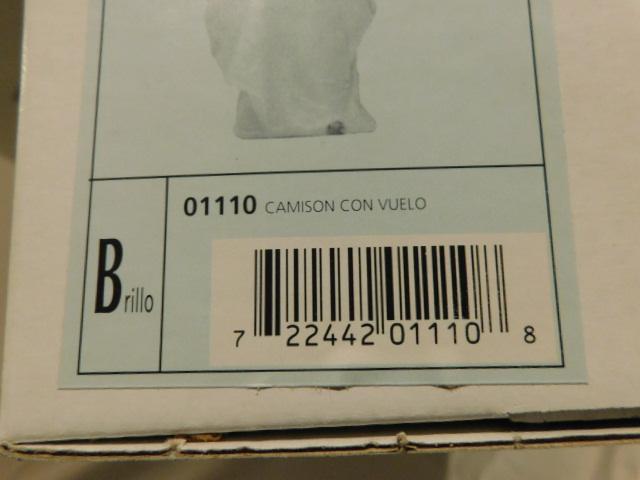 01110 CAMISON CON VUELO
Brillo
7 22442 01110 8